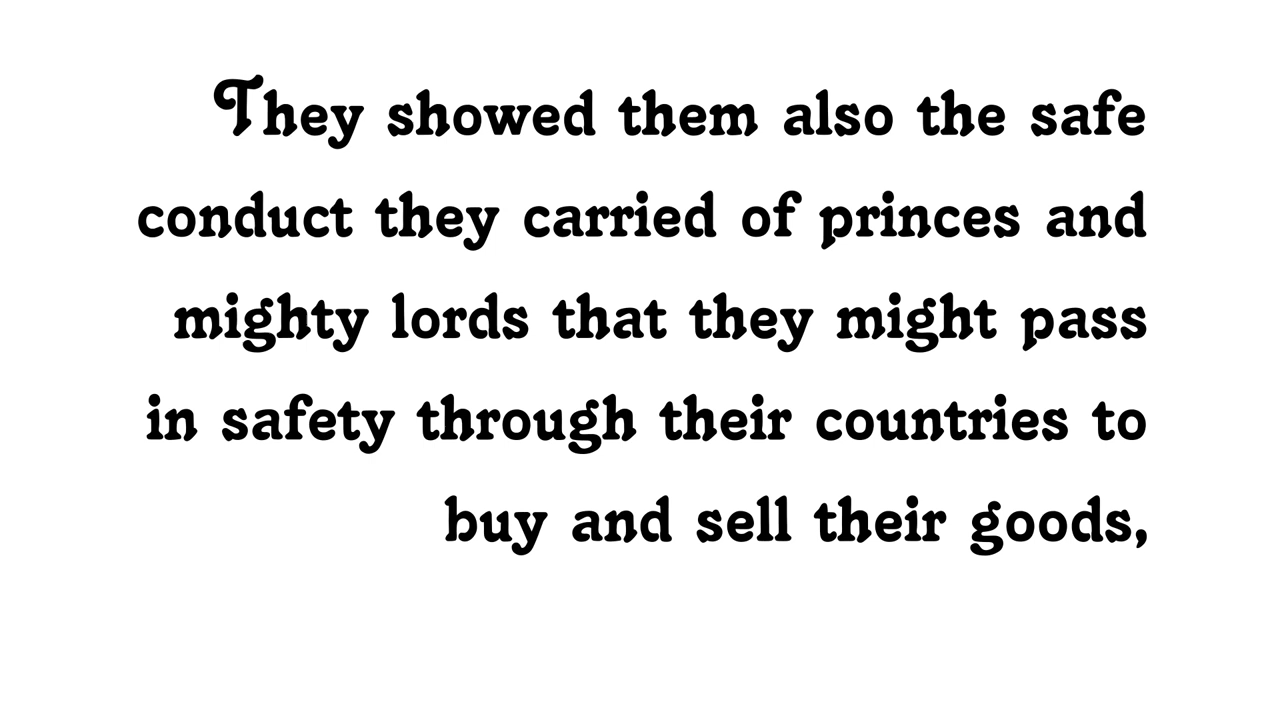 They showed them also the safe
conduct they carried of princes and
mighty lords that they might pass
in safety through their countries to
buy and sell their goods,